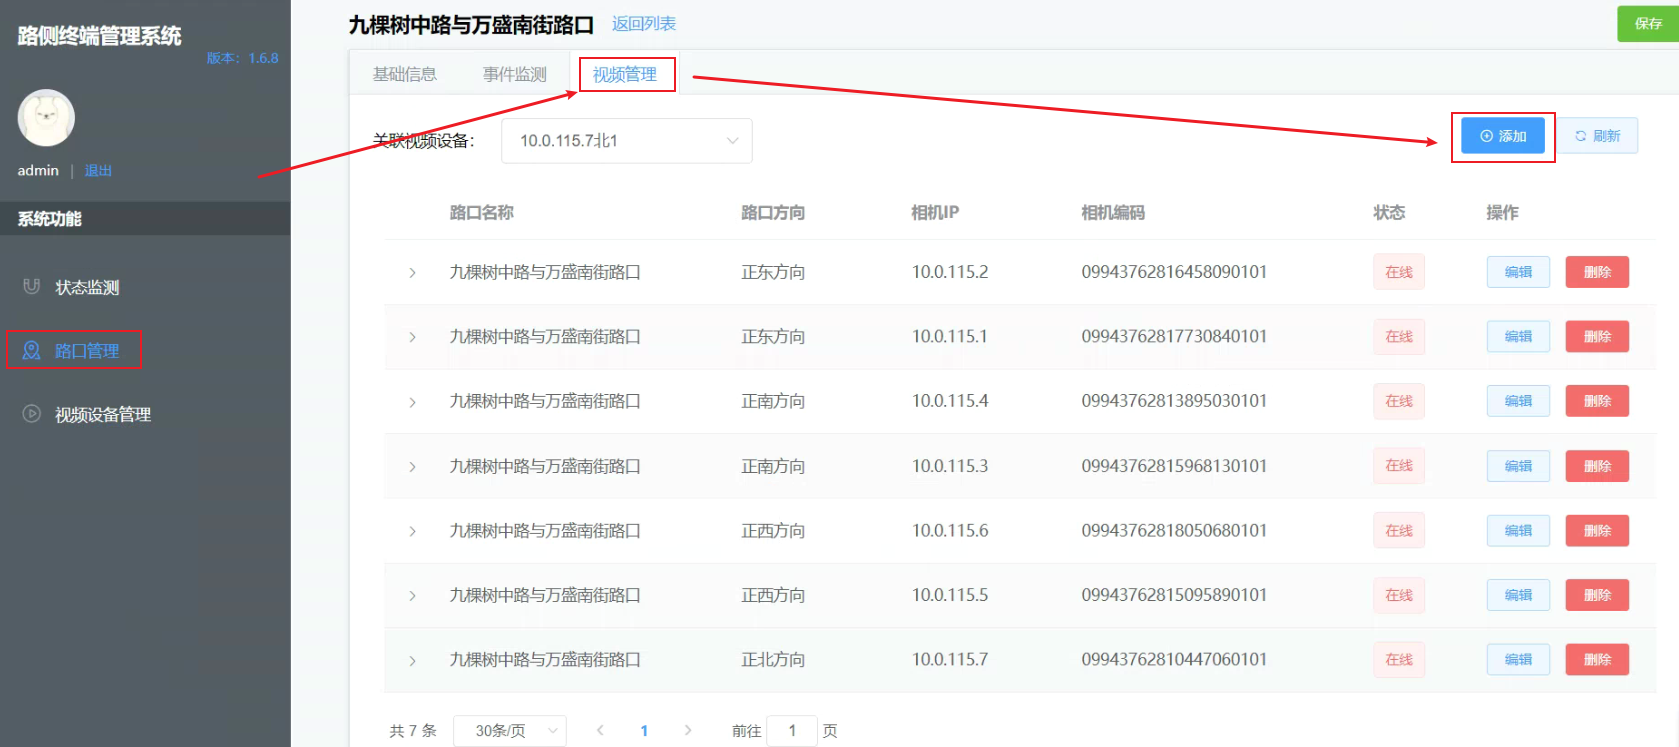 路侧终端管理系统
版本：1.6.8
admin | 退出
系统功能
状态监测
路口管理
视频设备管理
九棵树中路与万盛南街路口 返回列表
保存
基础信息 事件监测 视频管理
关联视频设备： 10.0.115.7北1
添加 刷新
路口名称 路口方向 相机IP 相机编码 状态 操作
九棵树中路与万盛南街路口 正东方向 10.0.115.2 09943762816458090101 在线 编辑 删除
九棵树中路与万盛南街路口 正东方向 10.0.115.1 09943762817730840101 在线 编辑 删除
九棵树中路与万盛南街路口 正南方向 10.0.115.4 09943762813895030101 在线 编辑 删除
九棵树中路与万盛南街路口 正南方向 10.0.115.3 09943762815968130101 在线 编辑 删除
九棵树中路与万盛南街路口 正西方向 10.0.115.6 09943762818050680101 在线 编辑 删除
九棵树中路与万盛南街路口 正西方向 10.0.115.5 09943762815095890101 在线 编辑 删除
九棵树中路与万盛南街路口 正北方向 10.0.115.7 09943762810447060101 在线 编辑 删除
共 7 条 30条/页 1 前往 1 页